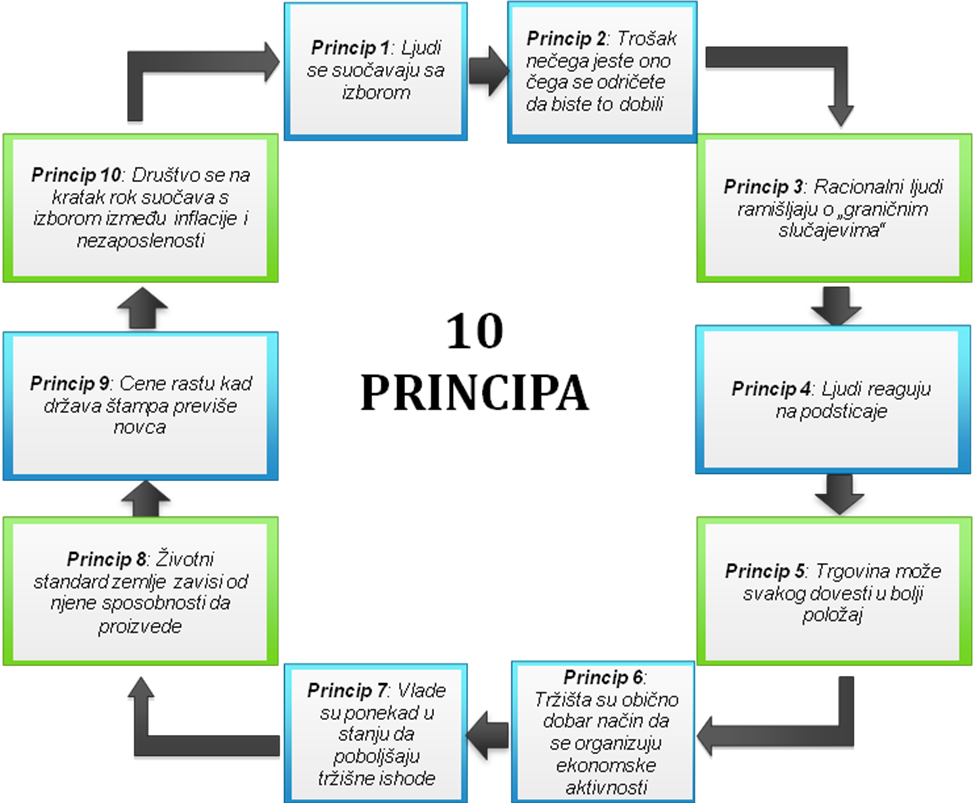 Princip 1: Ljudi
se suočavaju sa
izborom
Princip 2: Trošak
nečega jeste ono
čega se odričete
da biste to dobili
Princip 3: Racionalni ljudi
ramišljaju o „graničnim
slučajevima“
Princip 4: Ljudi reaguju
na podsticaje
Princip 5: Trgovina može
svakog dovesti u bolji
položaj
Princip 6:
Tržišta su obično
dobar način da
se organizuju
ekonomske
aktivnosti
Princip 7: Vlade
su ponekad u
stanju da
poboljšaju
tržišne ishode
Princip 8: Životni
standard zemlje zavisi od
njene sposobnosti da
proizvede
Princip 9: Cene rastu kad
država štampa previše
novca
Princip 10: Društvo se na
kratak rok suočava s
izborom između inflacije i
nezaposlenosti
10
PRINCIPA